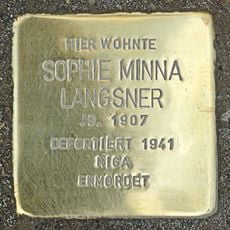 HIER WOHNTE
SOPHIE MINNA
LANGSNER
JG. 1907
DEPORTIERT 1941
RIGA
ERMORDET